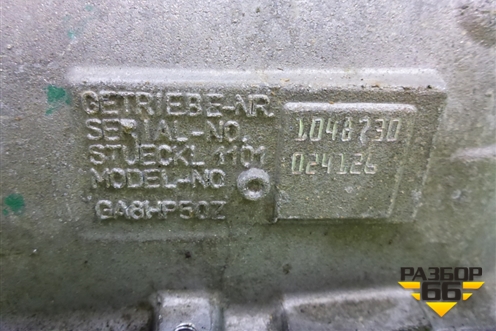 GETRIEBE-NR.
SERIAL-NO.
STUECKL 1101
MODEL-NO
GA8HP50Z
1048730
024126
РАЗБОР
66